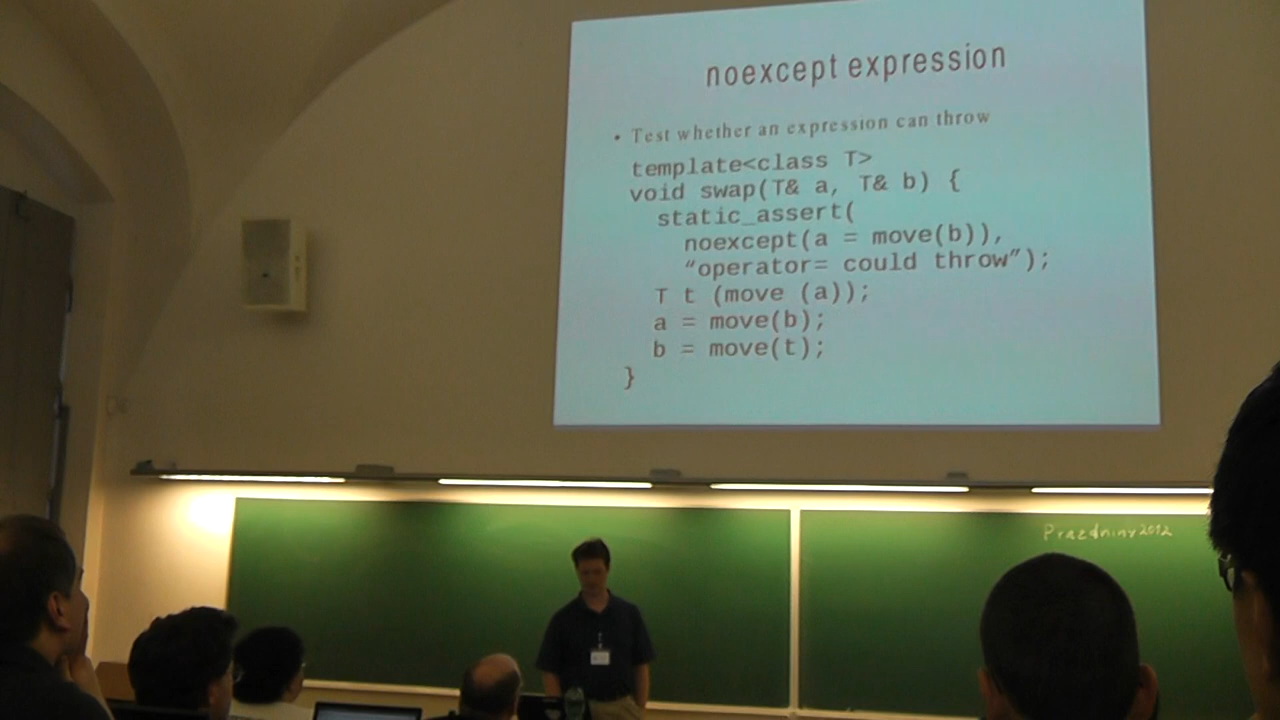 noexcept expression
• Test whether an expression can throw
template<class T>
void swap(T& a, T& b) {
static_assert(
noexcept(a = move(b)),
“operator= could throw”);
T t (move (a));
a = move(b);
b = move(t);
}
Prazdniny2012